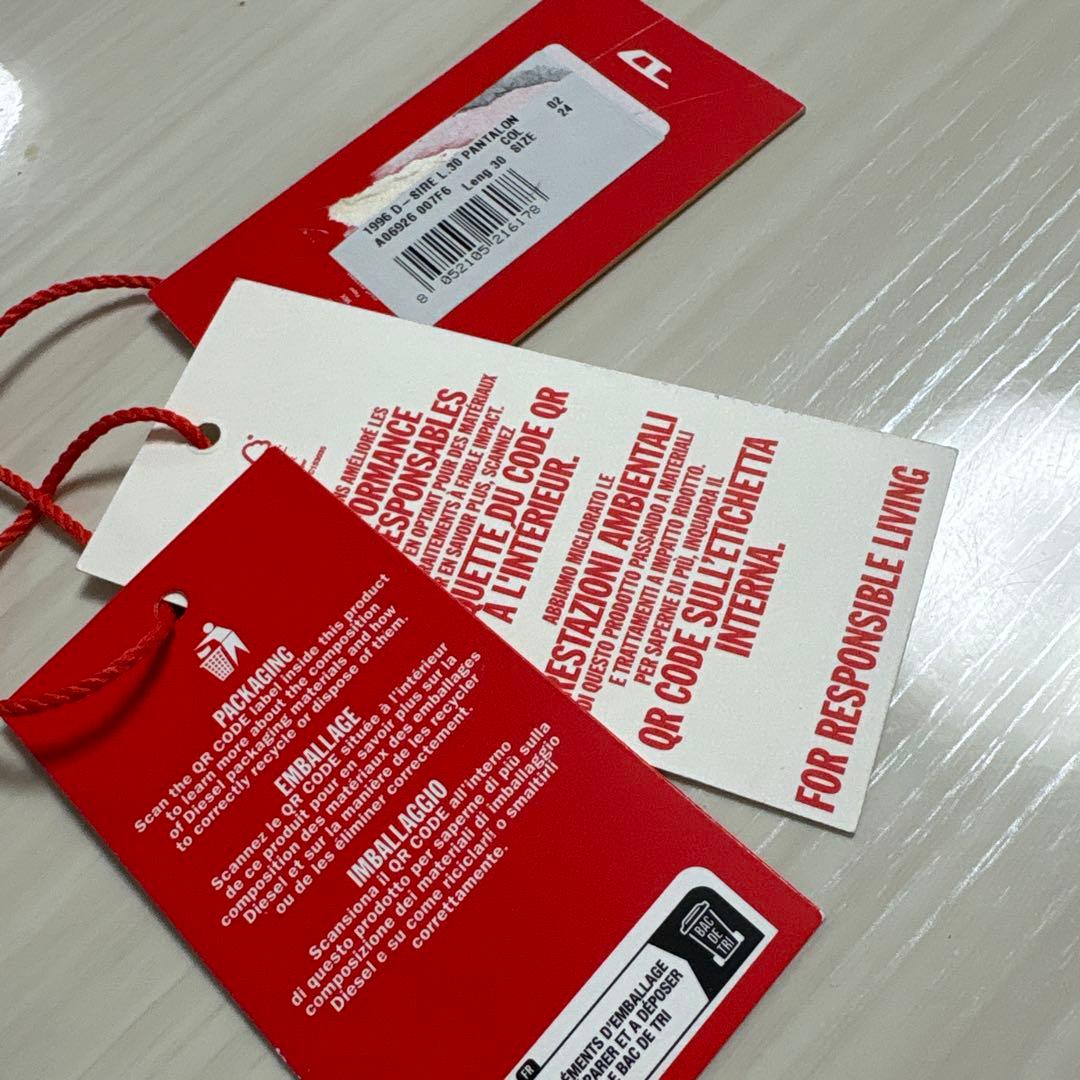 A
1996 D-SIRE L.30 PANTALON
A06926 007F6 Leng 30 COL 02
SIZE 24
8 052105 216178
AMÉLIORÉ LES
RESPONSABLES
EN OPTANT POUR DES MATÉRIAUX
À FAIBLE IMPACT.
EN SAVOIR PLUS, SCANNEZ
DU CODE QR
À L'INTÉRIEUR.
ABBIAMO MIGLIORATO LE
AMBIENTALI
DI QUESTO PRODOTTO PASSANDO A MATERIALI
E TRATTAMENTI A IMPATTO RIDOTTO.
PER SAPERNE DI PIÙ, INQUADRA IL
QR CODE SULL'ETICHETTA
INTERNA.
FOR RESPONSIBLE LIVING
PACKAGING
Scan the QR CODE label inside this product
to learn more about the composition
of Diesel packaging materials and how
to correctly recycle or dispose of them.
EMBALLAGE
Scannez le QR CODE située à l'intérieur
de ce produit pour en savoir plus sur la
composition des matériaux des emballages
Diesel et sur la manière de les recycler
ou de les éliminer correctement.
IMBALLAGGIO
Scansiona il QR CODE all'interno
di questo prodotto per saperne di più sulla
composizione dei materiali di imballaggio
Diesel e su come riciclarli o smaltirli
correttamente.
FR
D'EMBALLAGE
ET À DÉPOSER
BAC DE TRI
BAC
DE
TRI